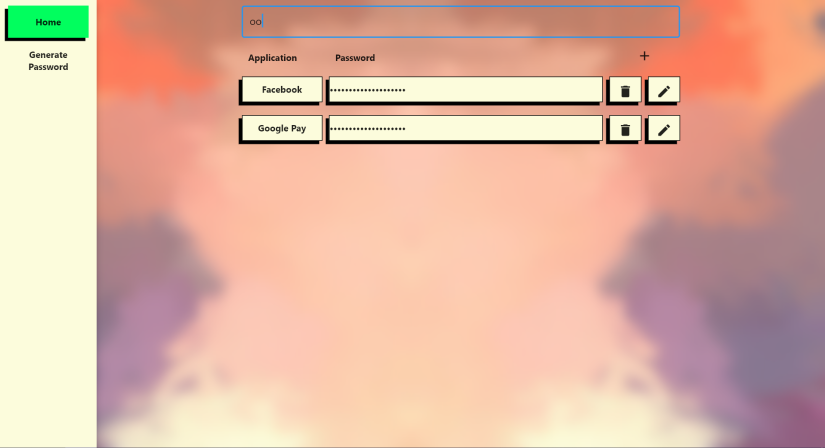 Home
Generate
Password
oo
Application Password +
Facebook ••••••••••••••••••••
Google Pay ••••••••••••••••••••